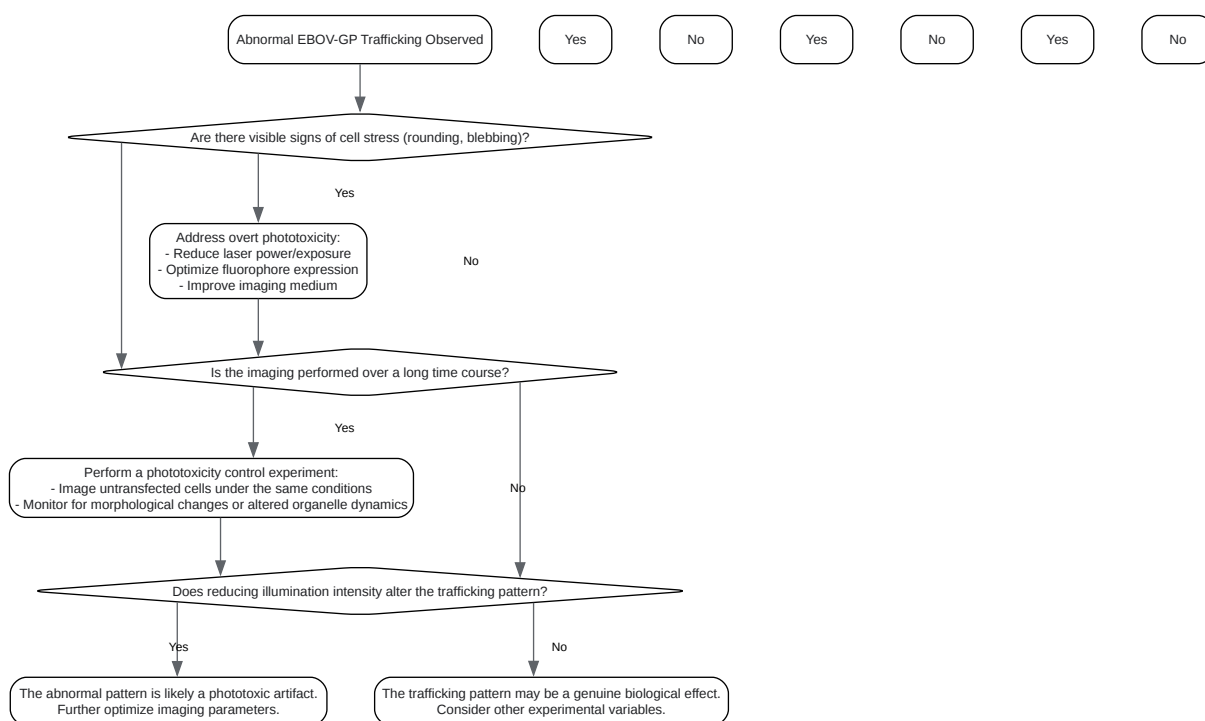 Abnormal EBOV-GP Trafficking Observed
Yes
No
Yes
No
Yes
No
Are there visible signs of cell stress (rounding, blebbing)?
Yes
Address overt phototoxicity:
- Reduce laser power/exposure
- Optimize fluorophore expression
- Improve imaging medium
No
Is the imaging performed over a long time course?
Yes
Perform a phototoxicity control experiment:
- Image untransfected cells under the same conditions
- Monitor for morphological changes or altered organelle dynamics
No
Does reducing illumination intensity alter the trafficking pattern?
Yes
No
The abnormal pattern is likely a phototoxic artifact.
Further optimize imaging parameters.
The trafficking pattern may be a genuine biological effect.
Consider other experimental variables.